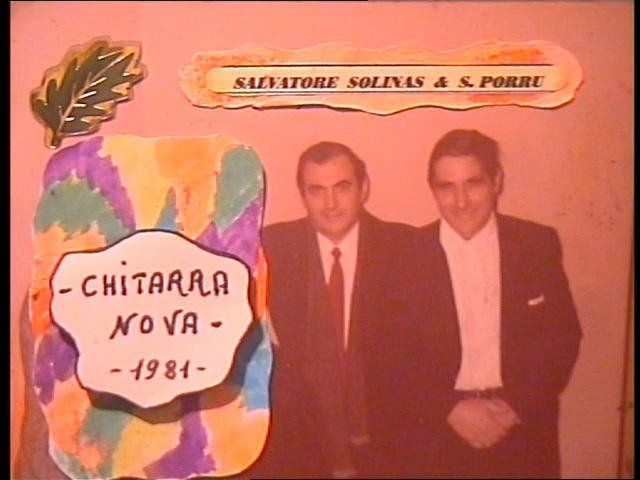 SALVATORE SOLINAS & S. PORRU
- CHITARRA
NOVA -
- 1981 -